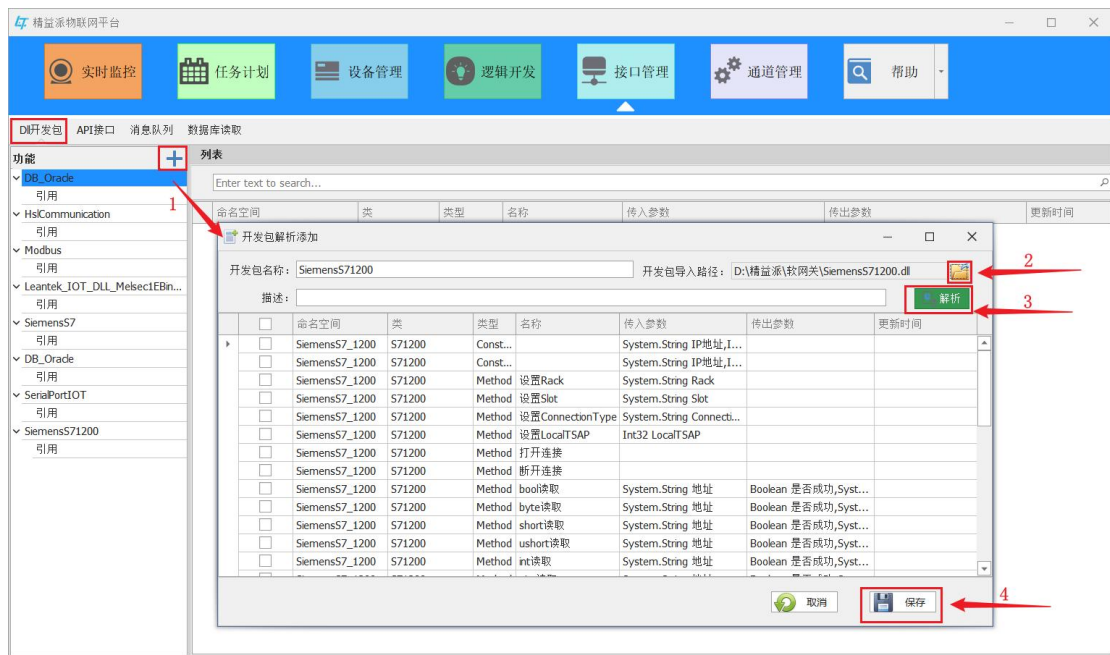 精益派物联网平台
实时监控 任务计划 设备管理 逻辑开发 接口管理 通道管理 帮助
Dll开发包 API接口 消息队列 数据库读取
功能
列表
DB_Oracle
引用
HslCommunication
引用
Modbus
引用
Leantek_IOT_DLL_Melsec1EBin...
引用
SiemensS7
引用
DB_Oracle
引用
SerialPortIOT
引用
SiemensS71200
引用
Enter text to search...
命名空间 类 类型 名称 传入参数 传出参数 更新时间
1
开发包解析添加
开发包名称: SiemensS71200 开发包导入路径: D:\精益派\软网关\SiemensS71200.dll
2
描述: 解析
3
命名空间 类 类型 名称 传入参数 传出参数 更新时间
SiemensS7_1200 S71200 Const... System.String IP地址,I...
SiemensS7_1200 S71200 Const... System.String IP地址,I...
SiemensS7_1200 S71200 Method 设置Rack System.String Rack
SiemensS7_1200 S71200 Method 设置Slot System.String Slot
SiemensS7_1200 S71200 Method 设置ConnectionType System.String Connecti...
SiemensS7_1200 S71200 Method 设置LocalTSAP Int32 LocalTSAP
SiemensS7_1200 S71200 Method 打开连接
SiemensS7_1200 S71200 Method 断开连接
SiemensS7_1200 S71200 Method bool读取 System.String 地址 Boolean 是否成功,Syst...
SiemensS7_1200 S71200 Method byte读取 System.String 地址 Boolean 是否成功,Syst...
SiemensS7_1200 S71200 Method short读取 System.String 地址 Boolean 是否成功,Syst...
SiemensS7_1200 S71200 Method ushort读取 System.String 地址 Boolean 是否成功,Syst...
SiemensS7_1200 S71200 Method int读取 System.String 地址 Boolean 是否成功,Syst...
取消 保存
4